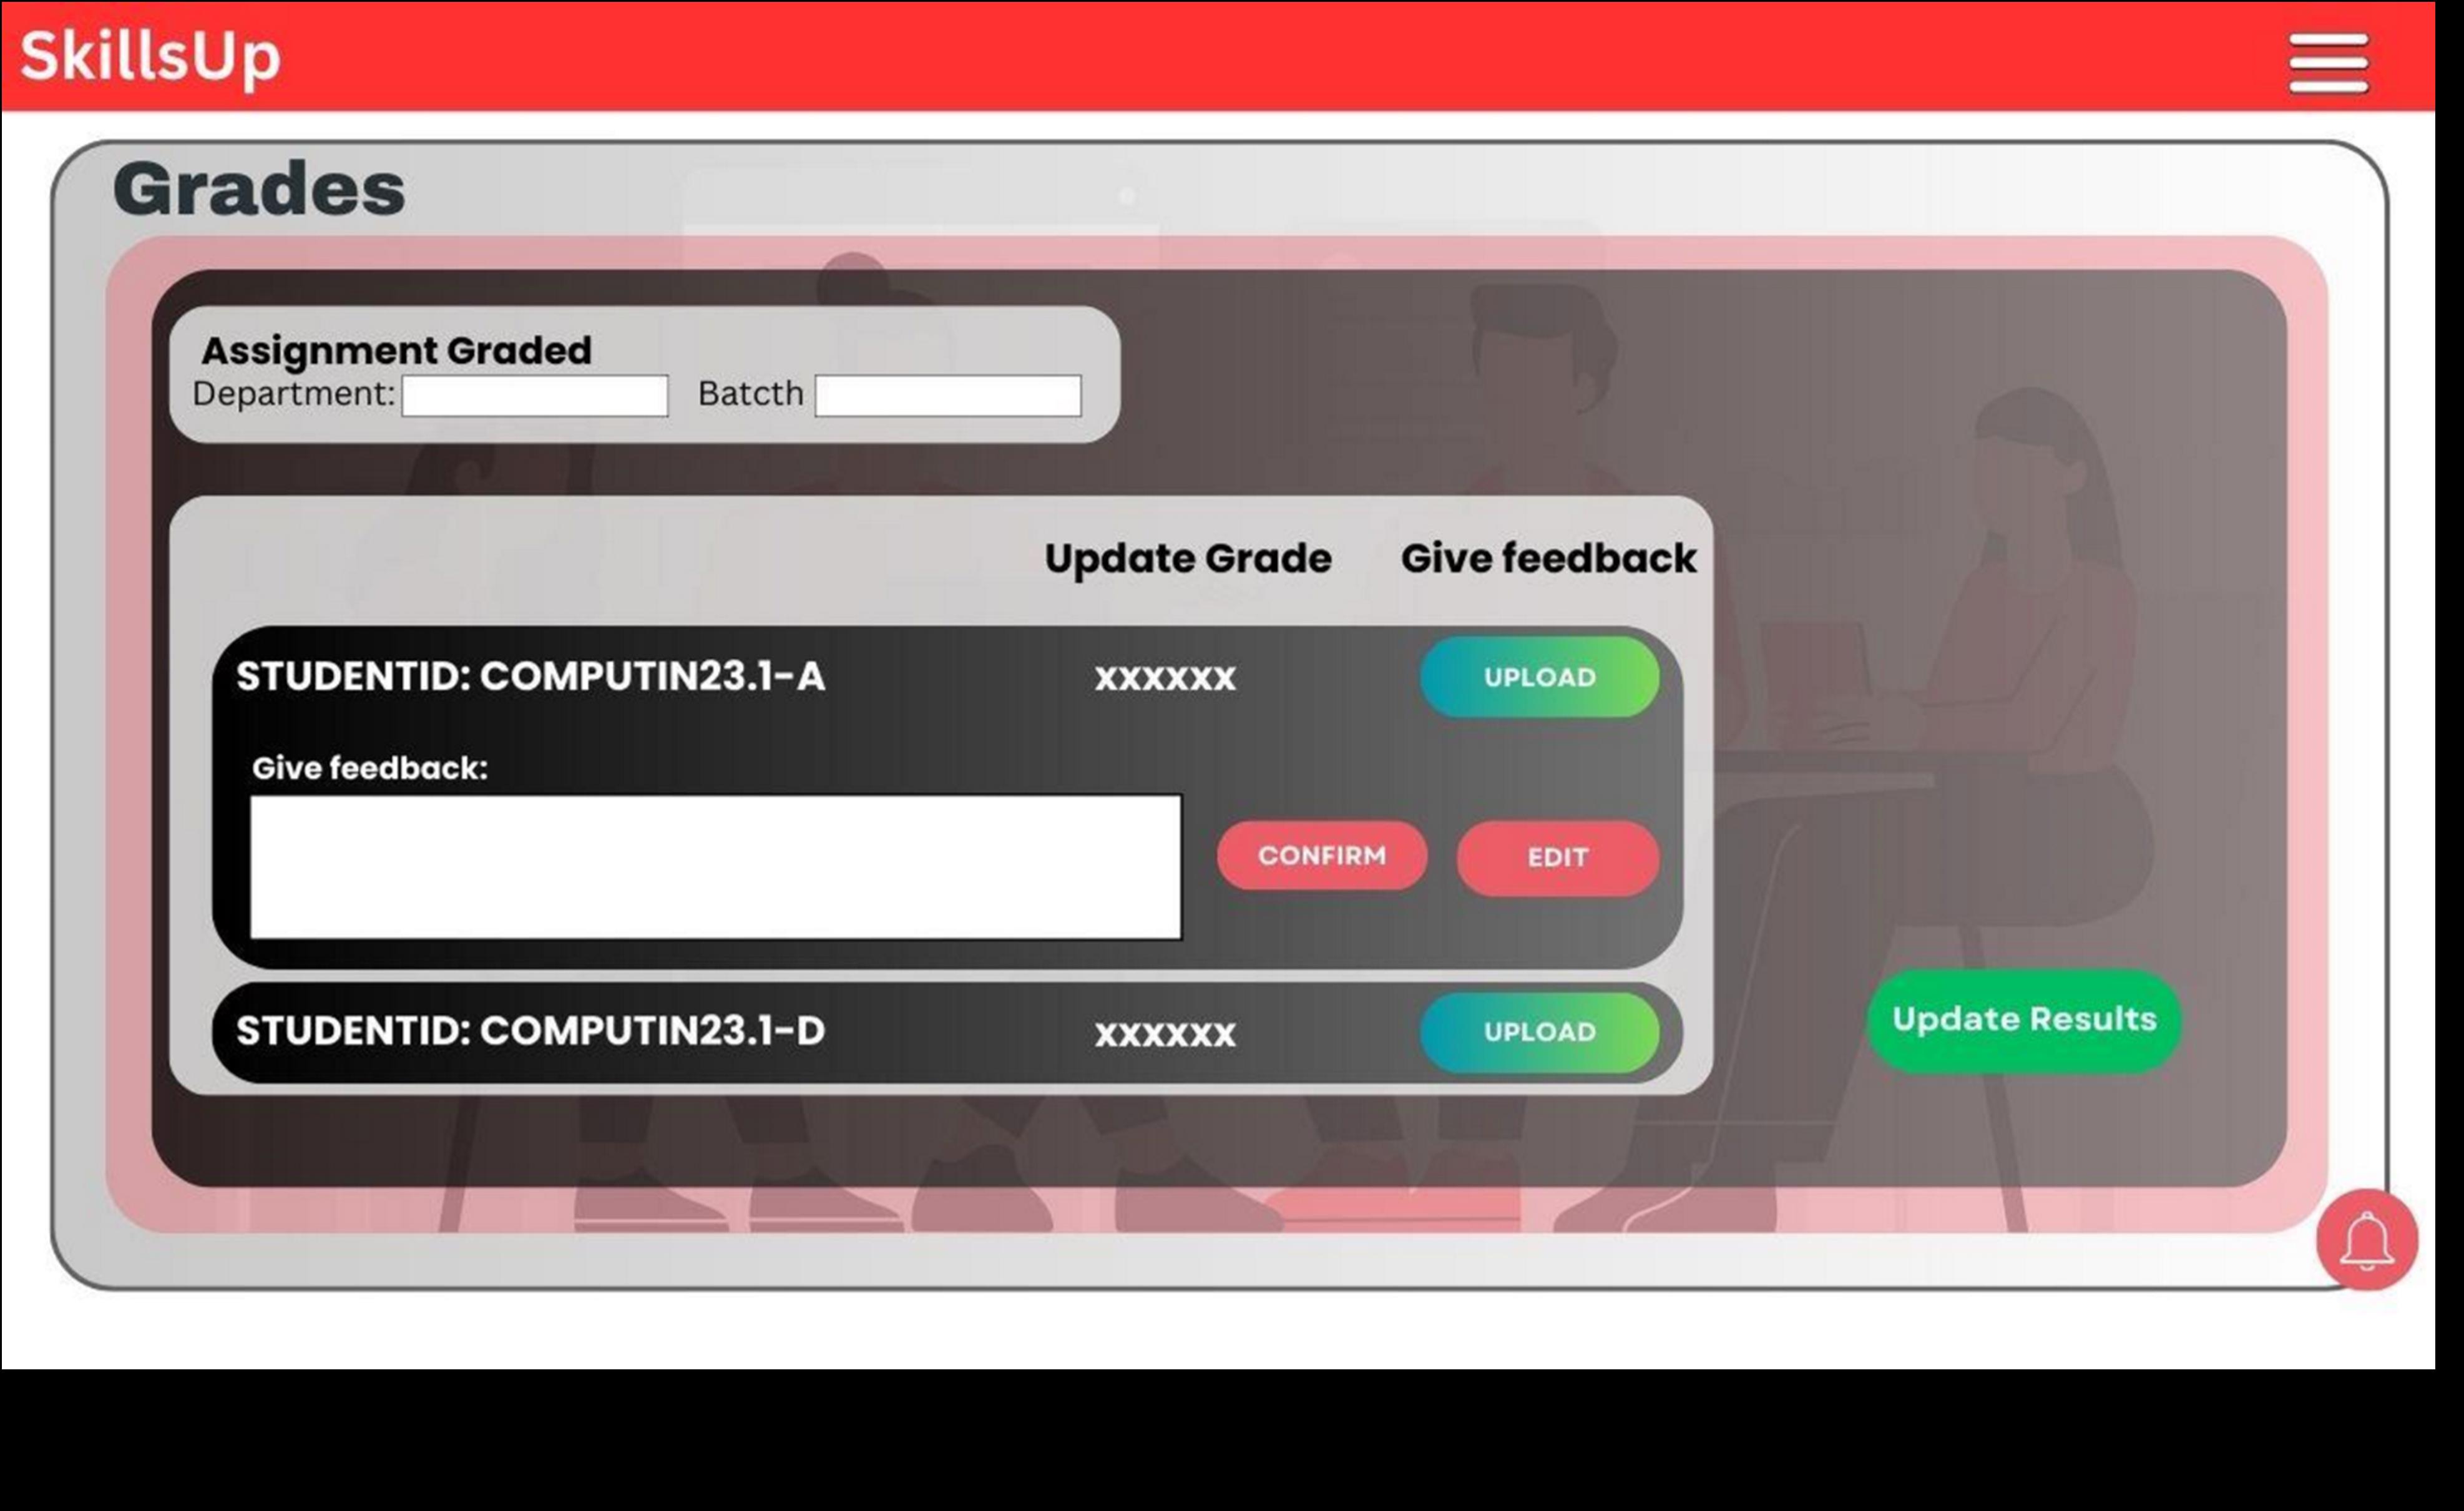 SkillsUp
Grades
Assignment Graded
Department: Batcth
Update Grade Give feedback
STUDENTID: COMPUTIN23.1-A xxxxxx UPLOAD
Give feedback:
CONFIRM EDIT
STUDENTID: COMPUTIN23.1-D xxxxxx UPLOAD
Update Results